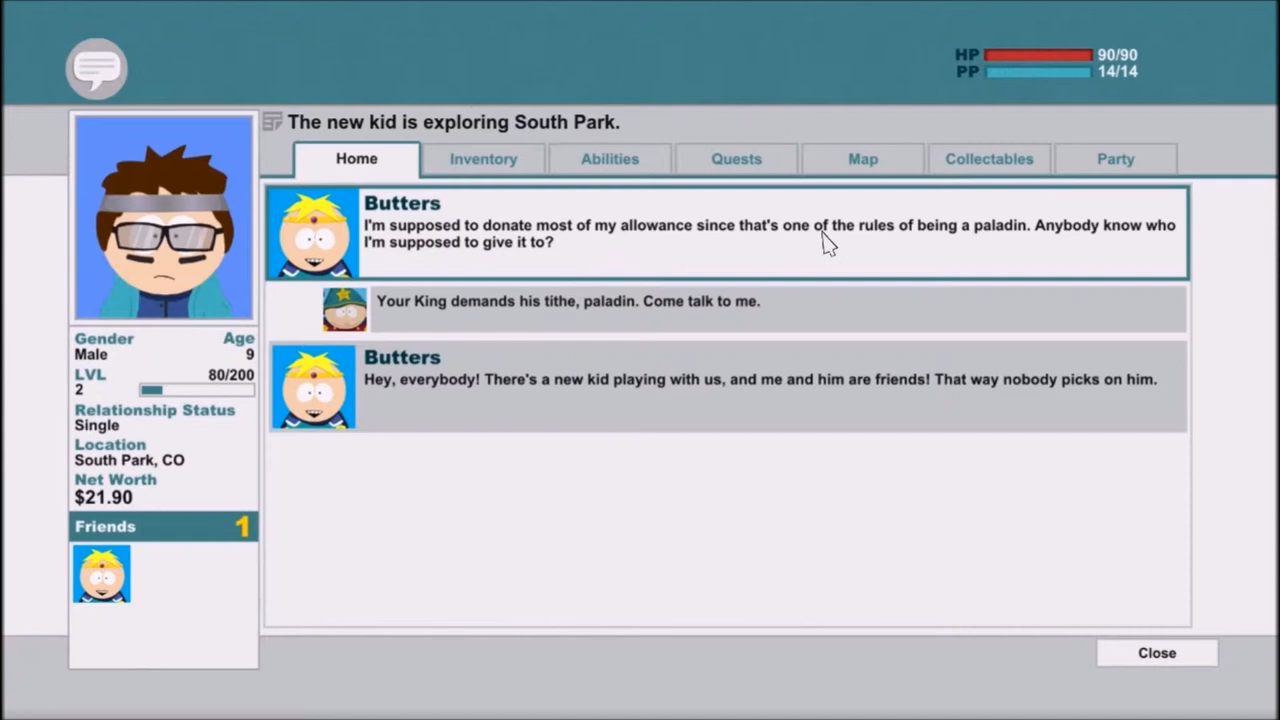 HP 90/90
PP 14/14
The new kid is exploring South Park.
Home Inventory Abilities Quests Map Collectables Party
Butters
I'm supposed to donate most of my allowance since that's one of the rules of being a paladin. Anybody know who
I'm supposed to give it to?
Your King demands his tithe, paladin. Come talk to me.
Butters
Hey, everybody! There's a new kid playing with us, and me and him are friends! That way nobody picks on him.
Gender Age
Male 9
LVL 80/200
2
Relationship Status
Single
Location
South Park, CO
Net Worth
$21.90
Friends 1
Close